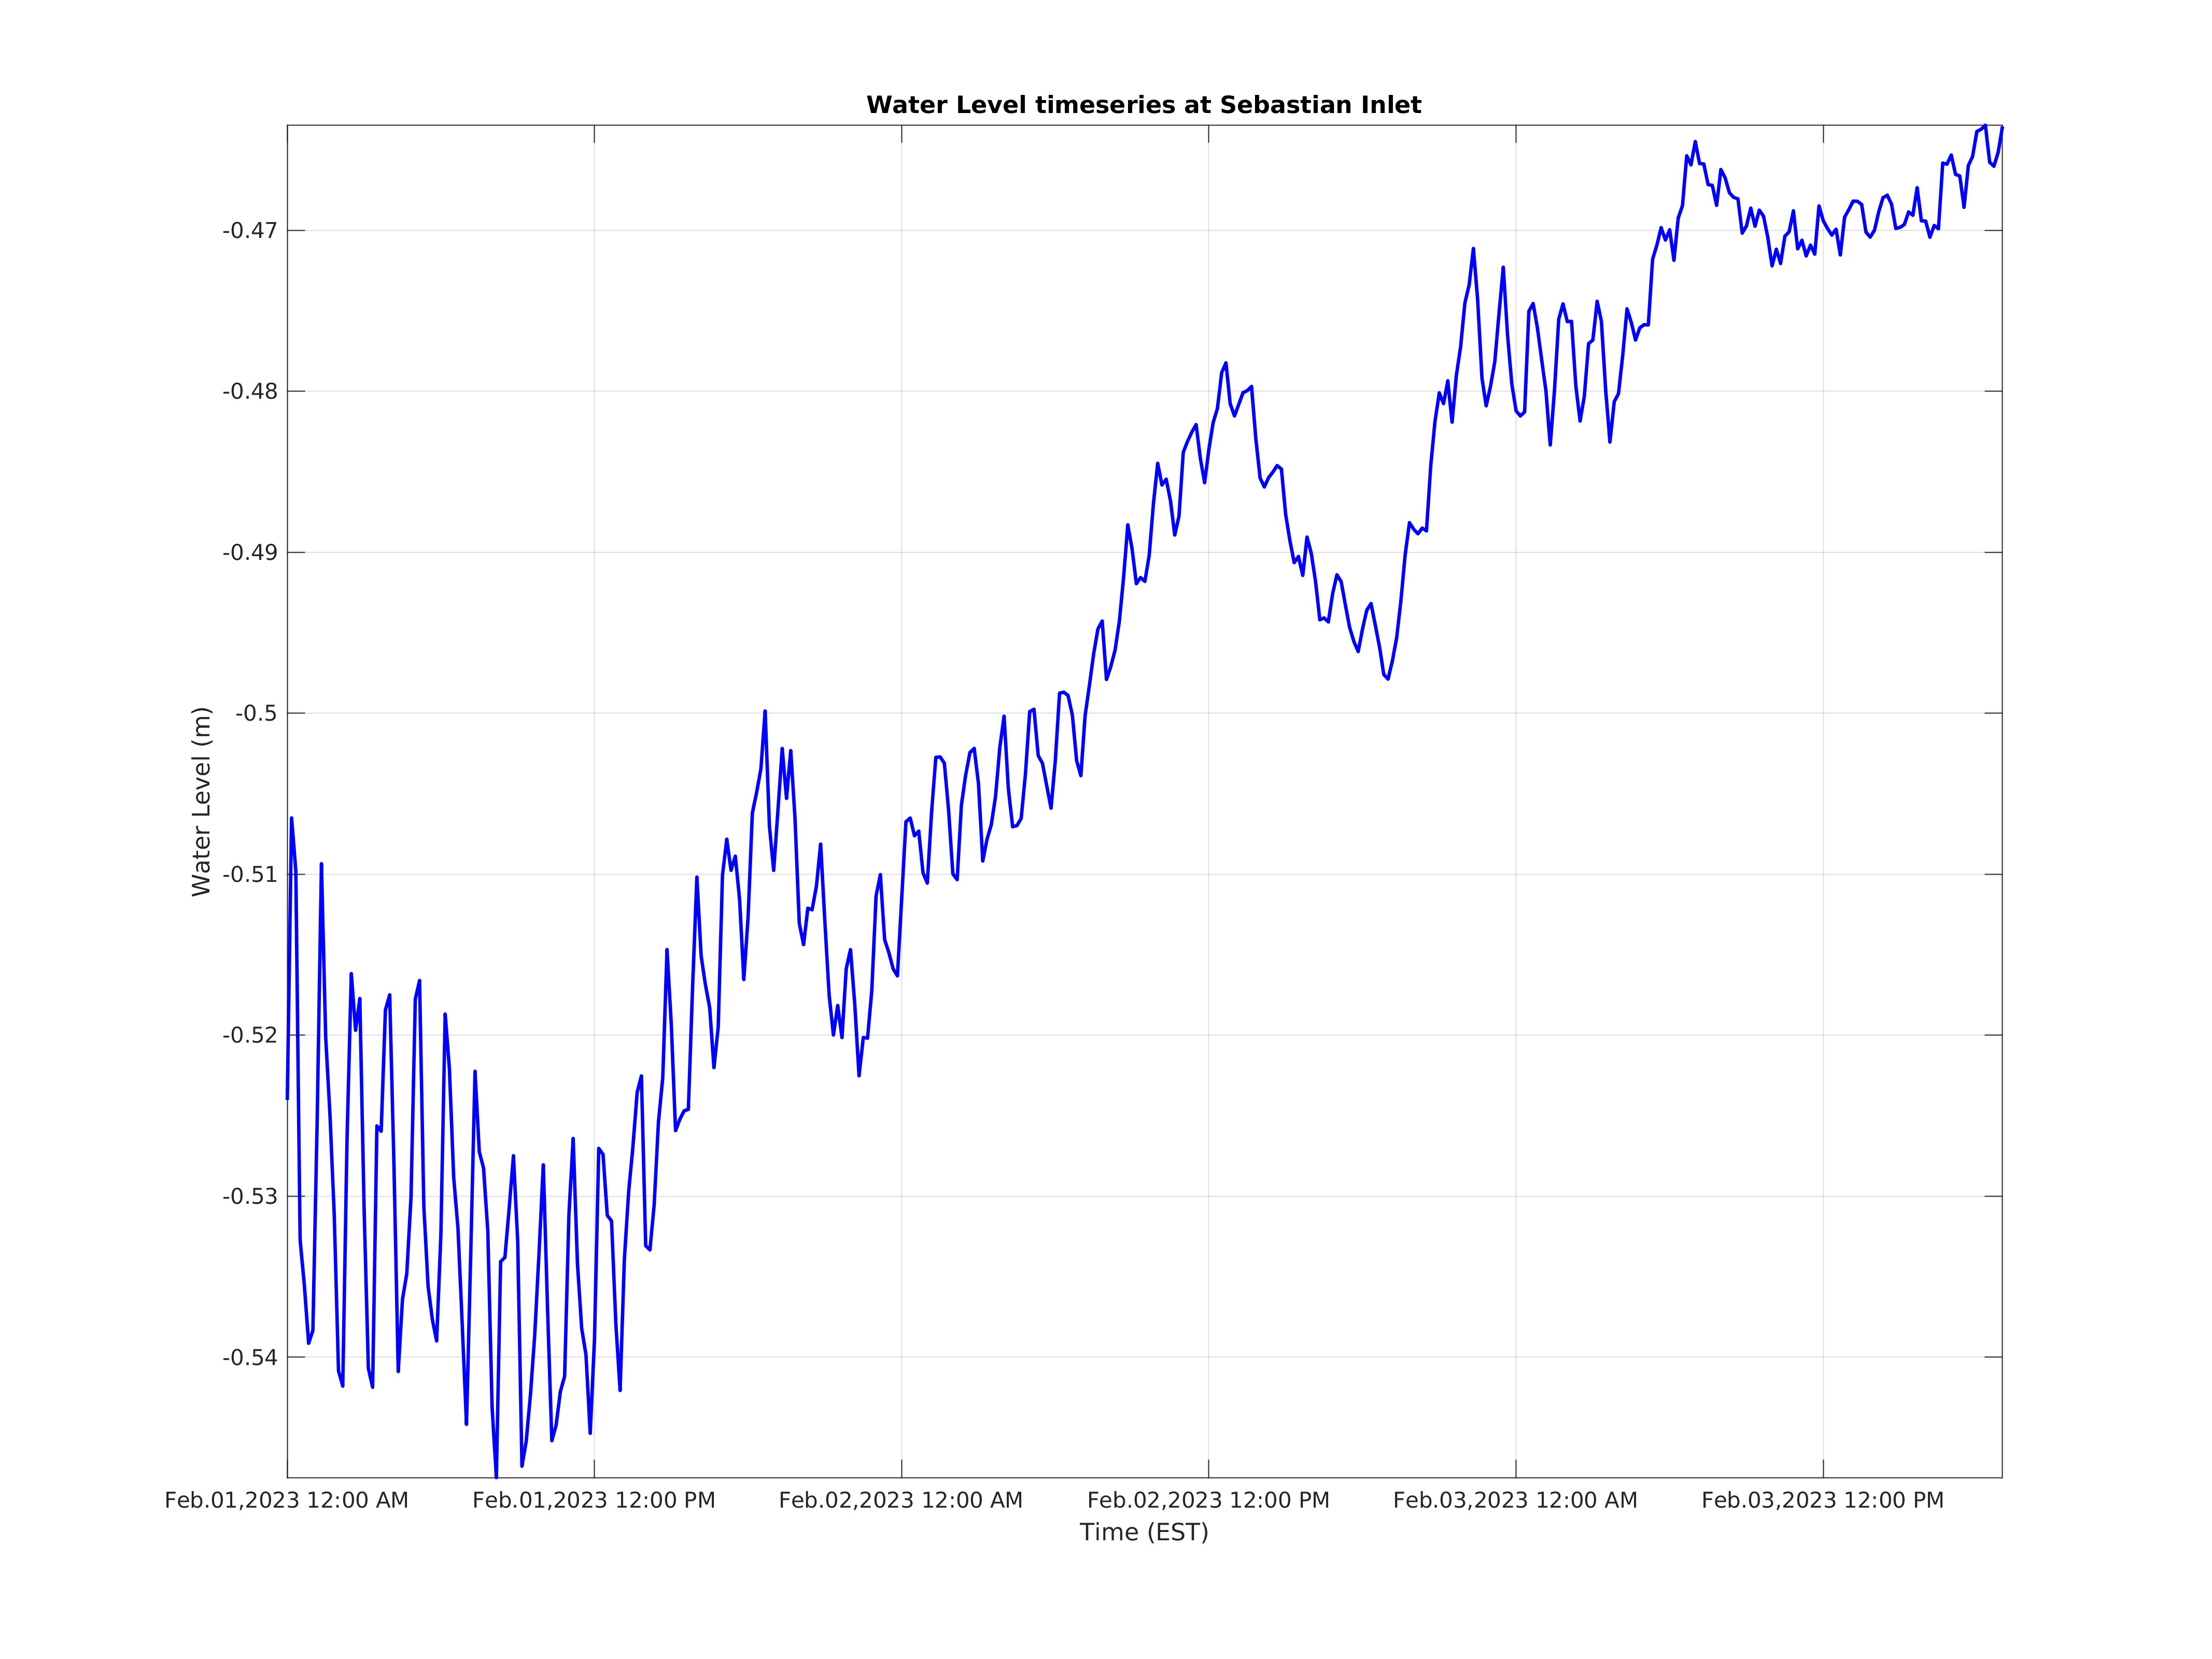 Water Level timeseries at Sebastian Inlet
-0.47
-0.48
-0.49
-0.5
-0.51
-0.52
-0.53
-0.54
Water Level (m)
Feb.01,2023 12:00 AM
Feb.01,2023 12:00 PM
Feb.02,2023 12:00 AM
Feb.02,2023 12:00 PM
Feb.03,2023 12:00 AM
Feb.03,2023 12:00 PM
Time (EST)